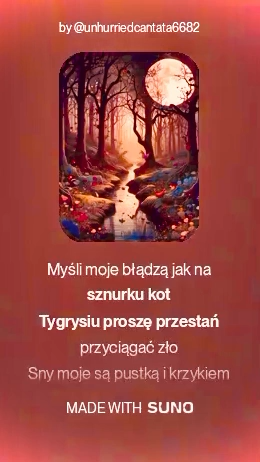 by @unhurriedcantata6682
Myśli moje błądzą jak na
sznurku kot
Tygrysiu proszę przestań
przyciągać zło
Sny moje są pustką i krzykiem
MADE WITH SUNO